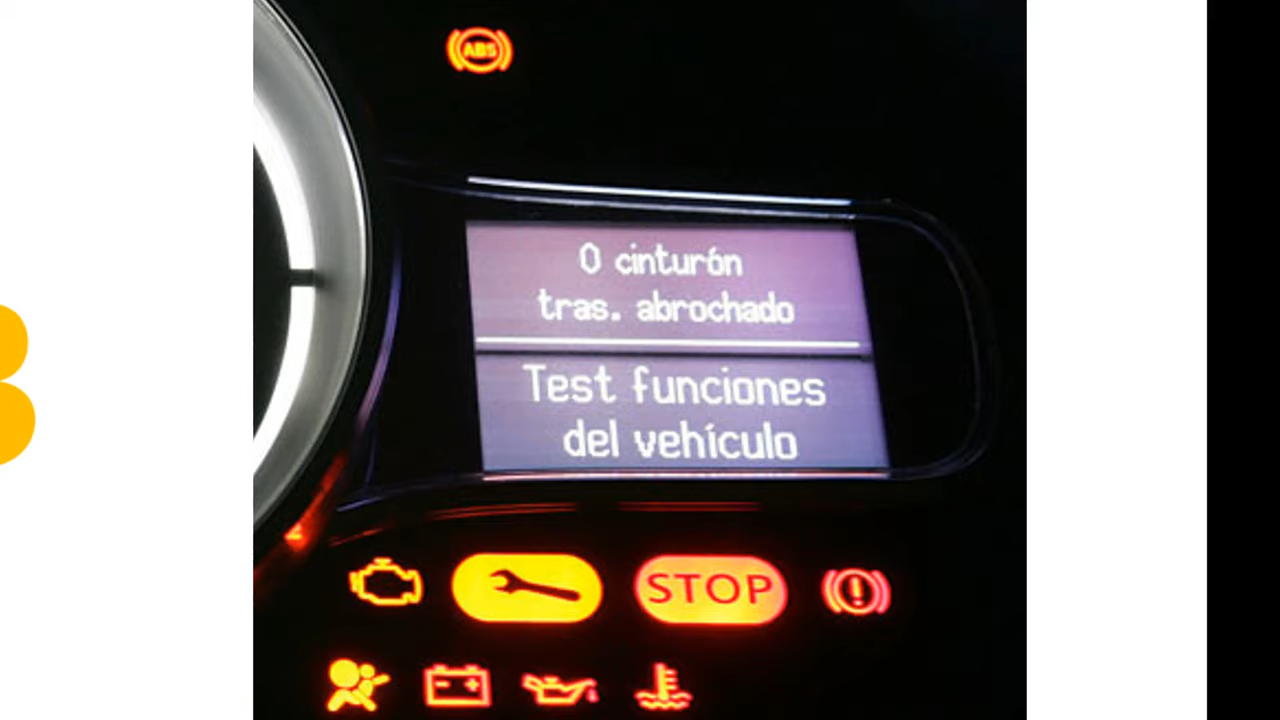 ABS
0 cinturón
tras. abrochado
Test funciones
del vehículo
STOP